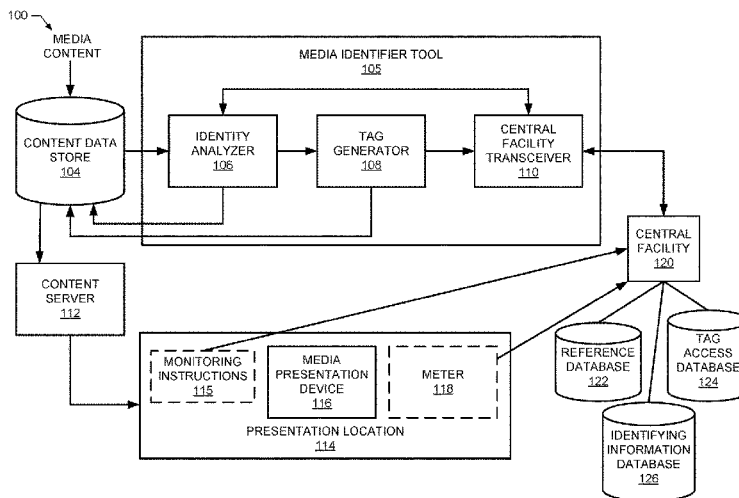 100
MEDIA
CONTENT
MEDIA IDENTIFIER TOOL
105
CONTENT DATA
STORE
104
IDENTITY
ANALYZER
106
TAG
GENERATOR
108
CENTRAL
FACILITY
TRANSCEIVER
110
CENTRAL
FACILITY
120
CONTENT
SERVER
112
MONITORING
INSTRUCTIONS
115
MEDIA
PRESENTATION
DEVICE
116
METER
118
PRESENTATION LOCATION
114
REFERENCE
DATABASE
122
TAG
ACCESS
DATABASE
124
IDENTIFYING
INFORMATION
DATABASE
126